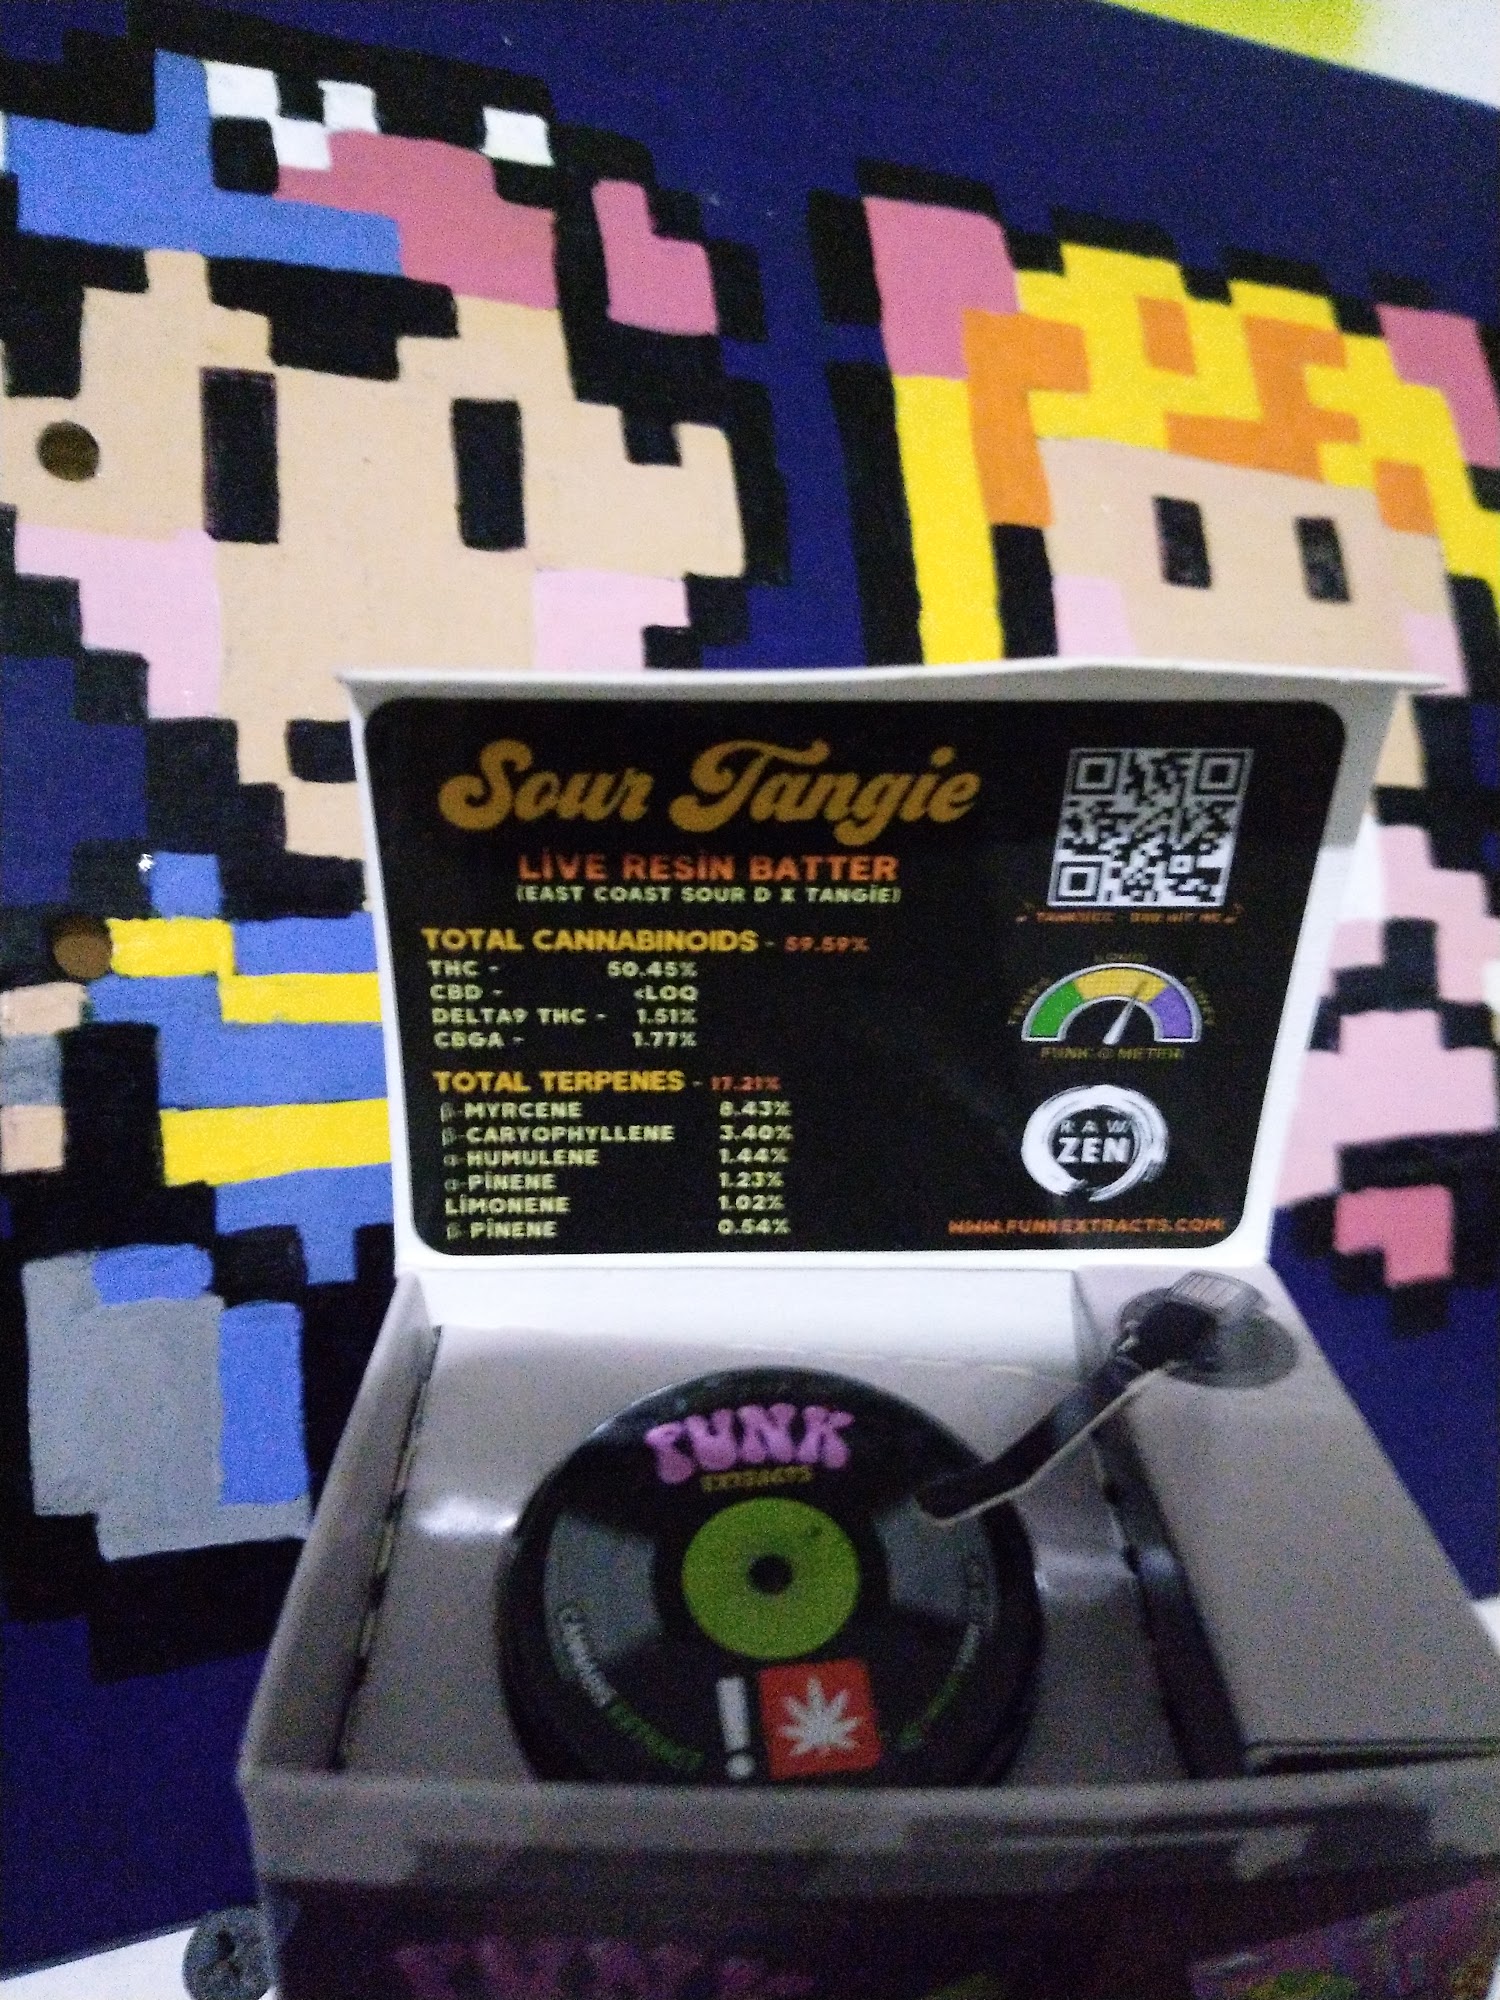 Sour Tangie
LIVE RESIN BATTER
(EAST COAST SOUR D X TANGIE)
TOTAL CANNABINOIDS - 59.59%
THC - 50.45%
CBD - <LOQ
DELTA9 THC - 1.51%
CBGA - 1.77%
TOTAL TERPENES - 17.21%
β-MYRCENE 8.43%
β-CARYOPHYLLENE 3.40%
α-HUMULENE 1.44%
α-PINENE 1.23%
LIMONENE 1.02%
β-PINENE 0.54%
FUNK-O-METER
RAW
ZEN
WWW.FUNKEXTRACTS.COM
FUNK
EXTRACTS
CANNABIS
!